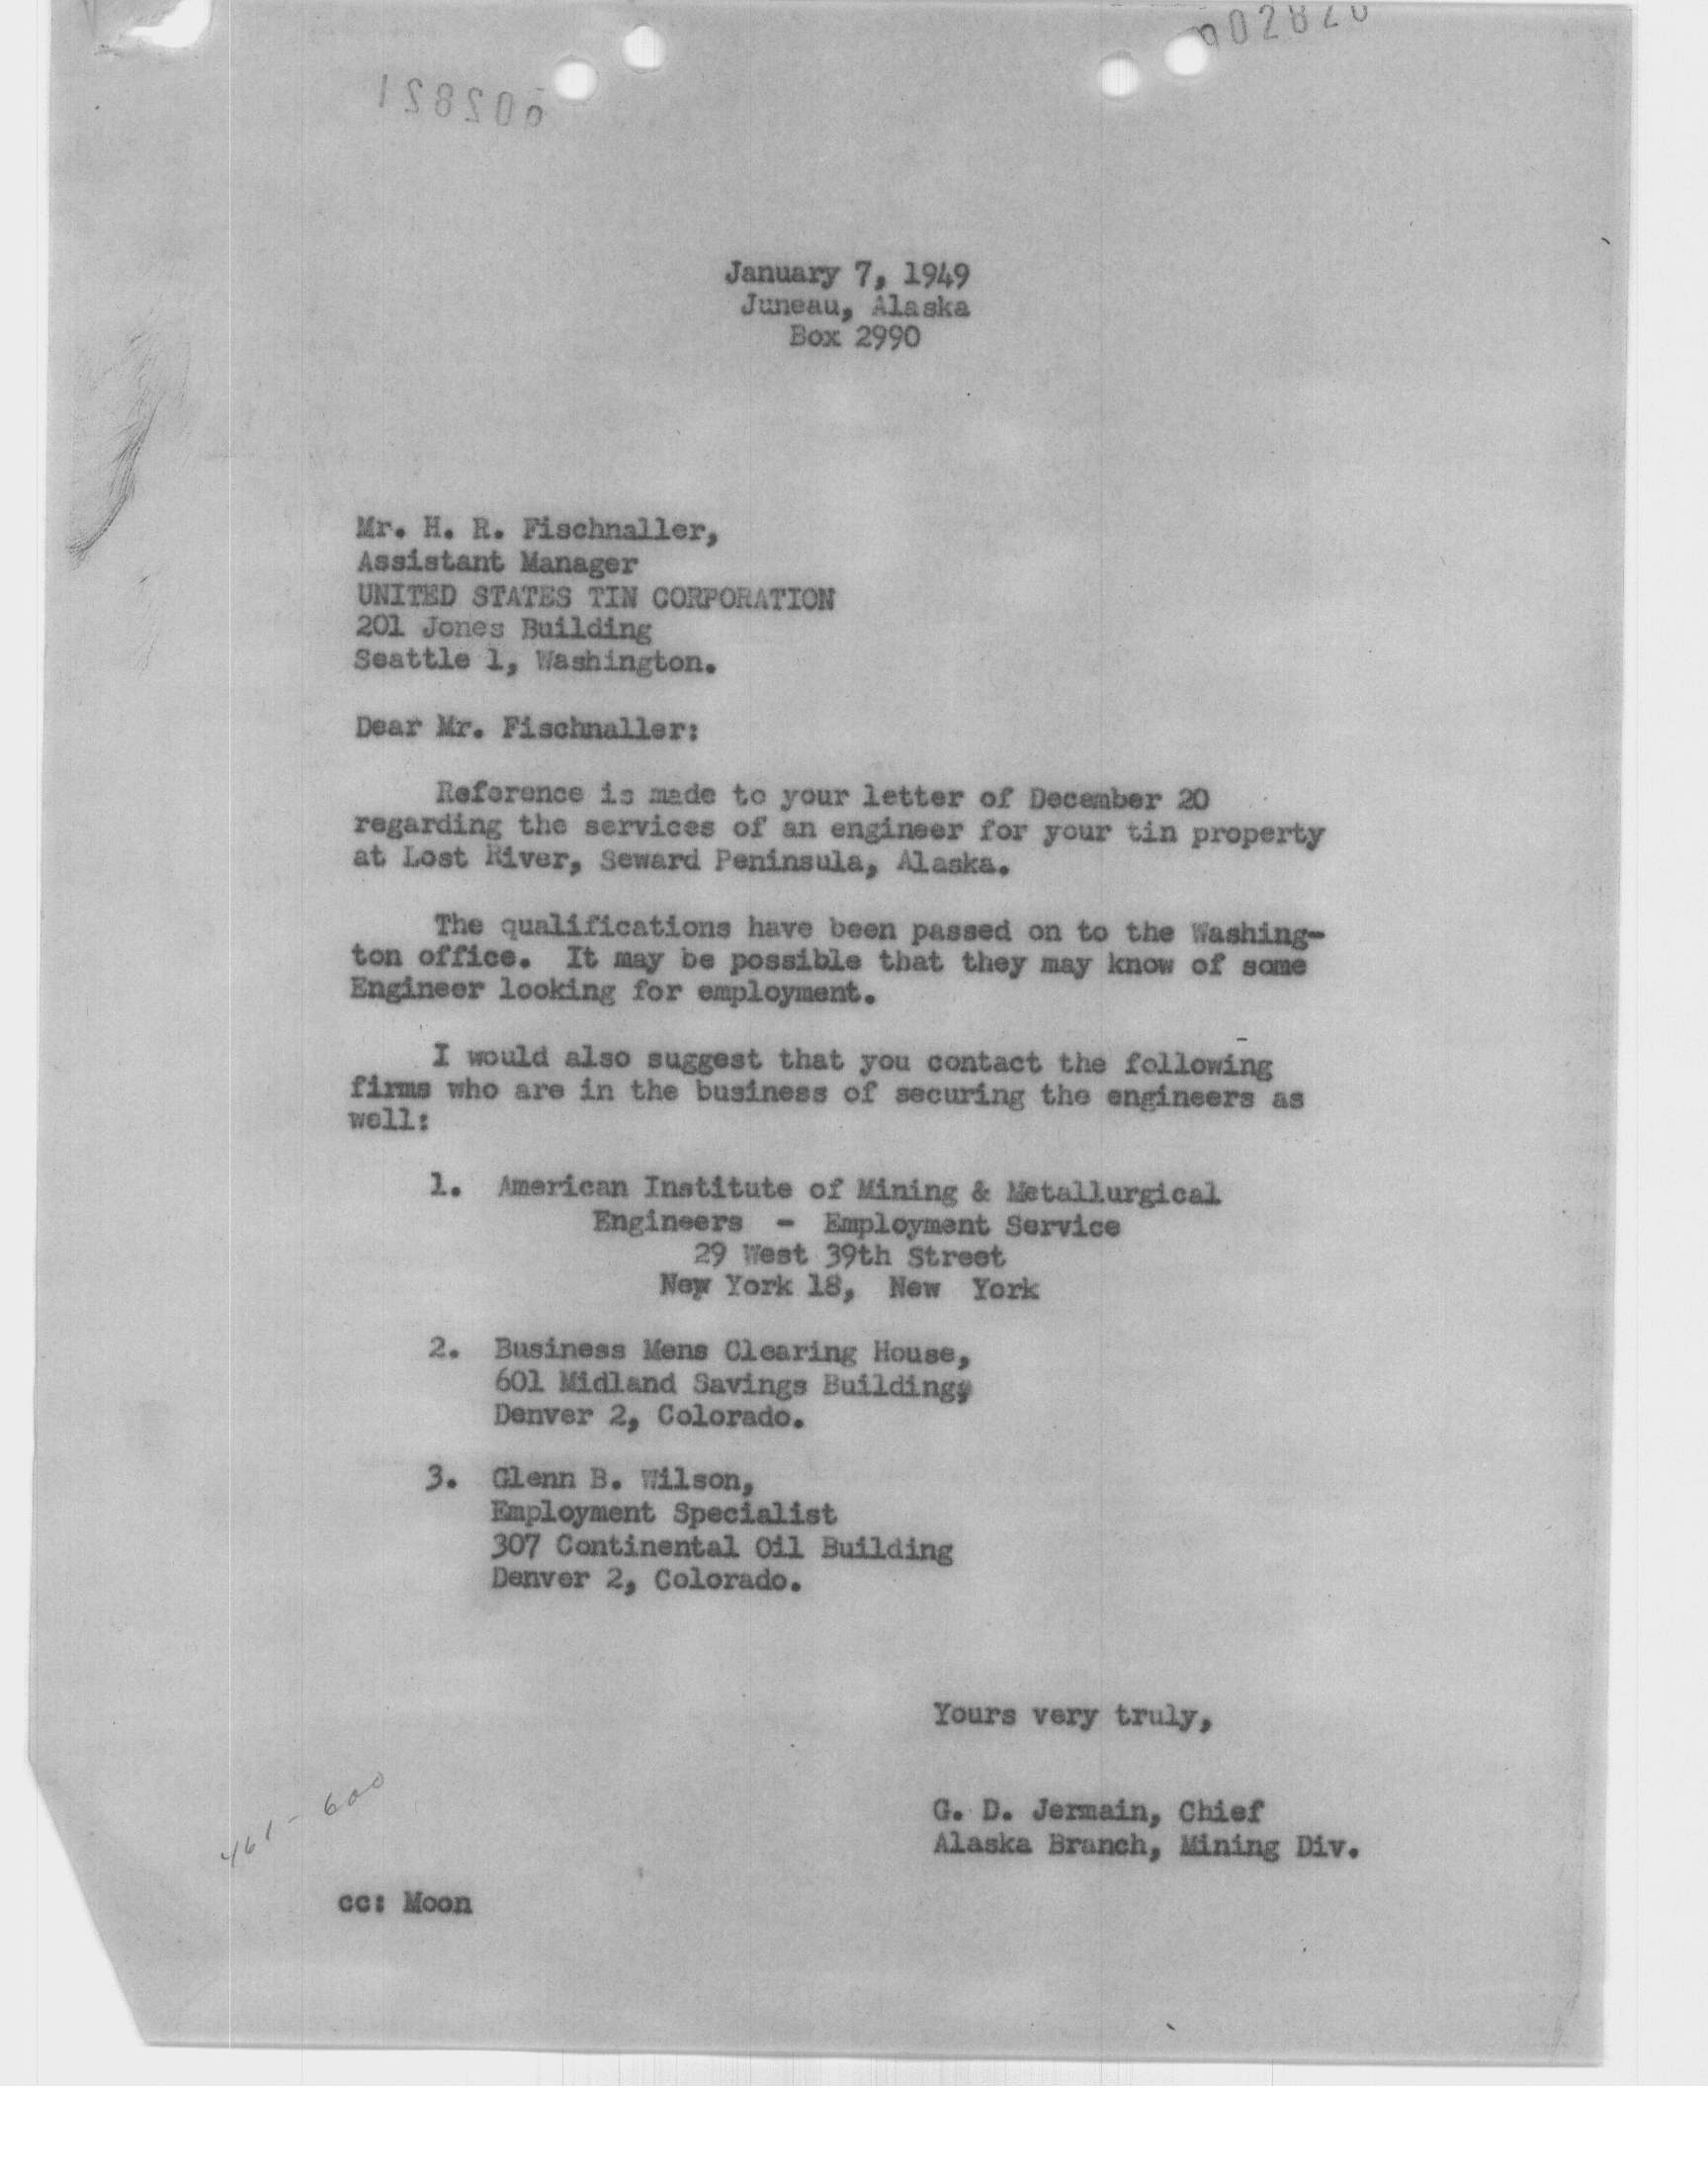 002820
002821
January 7, 1949
Juneau, Alaska
Box 2990
Mr. H. R. Fischnaller,
Assistant Manager
UNITED STATES TIN CORPORATION
201 Jones Building
Seattle 1, Washington.
Dear Mr. Fischnaller:
Reference is made to your letter of December 20
regarding the services of an engineer for your tin property
at Lost River, Seward Peninsula, Alaska.
The qualifications have been passed on to the Washing-
ton office. It may be possible that they may know of some
Engineer looking for employment.
I would also suggest that you contact the following
firms who are in the business of securing the engineers as
well:
1. American Institute of Mining & Metallurgical
Engineers - Employment Service
29 West 39th Street
New York 18, New York
2. Business Mens Clearing House,
601 Midland Savings Building,
Denver 2, Colorado.
3. Glenn B. Wilson,
Employment Specialist
307 Continental Oil Building
Denver 2, Colorado.
Yours very truly,
G. D. Jermain, Chief
Alaska Branch, Mining Div.
461-600
cc: Moon